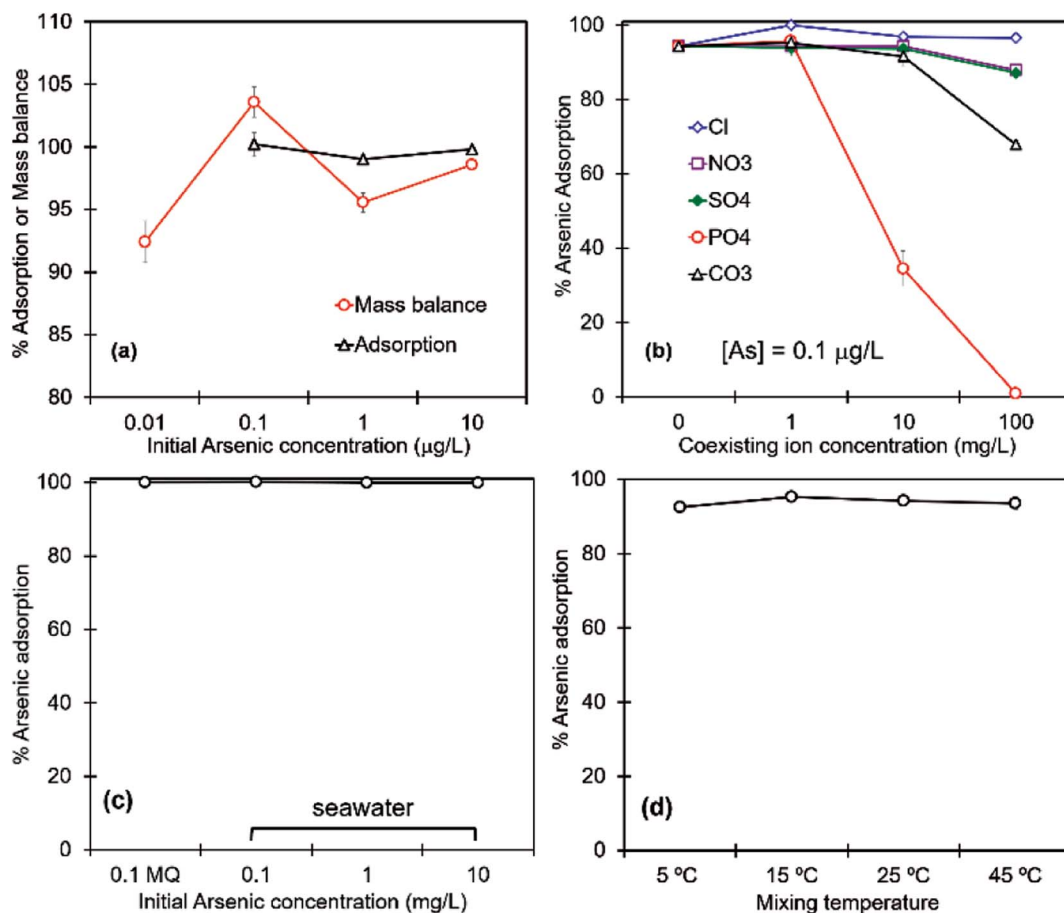 110
105
100
95
90
85
80
% Adsorption or Mass balance
Mass balance
Adsorption
(a)
0.01 0.1 1 10
Initial Arsenic concentration (µg/L)
100
80
60
40
20
0
% Arsenic Adsorption
Cl
NO3
SO4
PO4
CO3
(b) [As] = 0.1 µg/L
0 1 10 100
Coexisting ion concentration (mg/L)
100
80
60
40
20
0
% Arsenic adsorption
(c)
seawater
0.1 MQ 0.1 1 10
Initial Arsenic concentration (mg/L)
100
80
60
40
20
0
% Arsenic adsorption
(d)
5 ºC 15 ºC 25 ºC 45 ºC
Mixing temperature